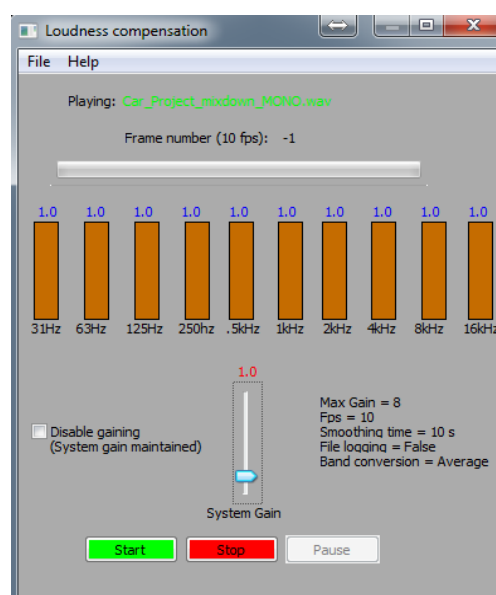 Loudness compensation
File Help
Playing: Car_Project_mixdown_MONO.wav
Frame number (10 fps): -1
1.0 1.0 1.0 1.0 1.0 1.0 1.0 1.0 1.0 1.0
31Hz 63Hz 125Hz 250hz .5kHz 1kHz 2kHz 4kHz 8kHz 16kHz
1.0
Max Gain = 8
Fps = 10
Smoothing time = 10 s
File logging = False
Band conversion = Average
Disable gaining
(System gain maintained)
System Gain
Start Stop Pause